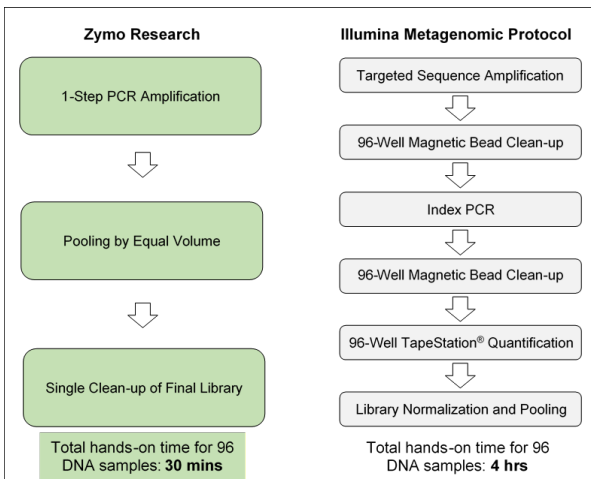 Zymo Research
1-Step PCR Amplification
Pooling by Equal Volume
Single Clean-up of Final Library
Total hands-on time for 96
DNA samples: 30 mins
Illumina Metagenomic Protocol
Targeted Sequence Amplification
96-Well Magnetic Bead Clean-up
Index PCR
96-Well Magnetic Bead Clean-up
96-Well TapeStation® Quantification
Library Normalization and Pooling
Total hands-on time for 96
DNA samples: 4 hrs